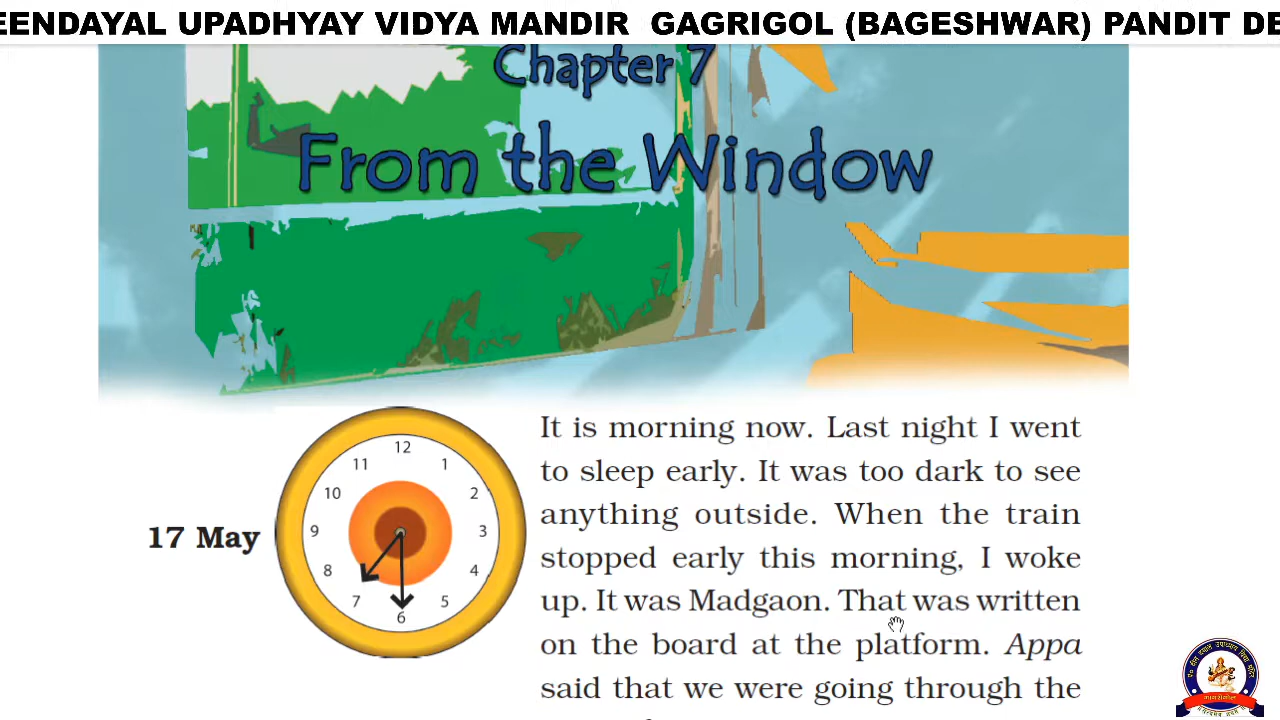 EENDAYAL UPADHYAY VIDYA MANDIR GAGRIGOL (BAGESHWAR) PANDIT DE
Chapter 7
From the Window
17 May
12
1
2
3
4
5
6
7
8
9
10
11
It is morning now. Last night I went
to sleep early. It was too dark to see
anything outside. When the train
stopped early this morning, I woke
up. It was Madgaon. That was written
on the board at the platform. Appa
said that we were going through the